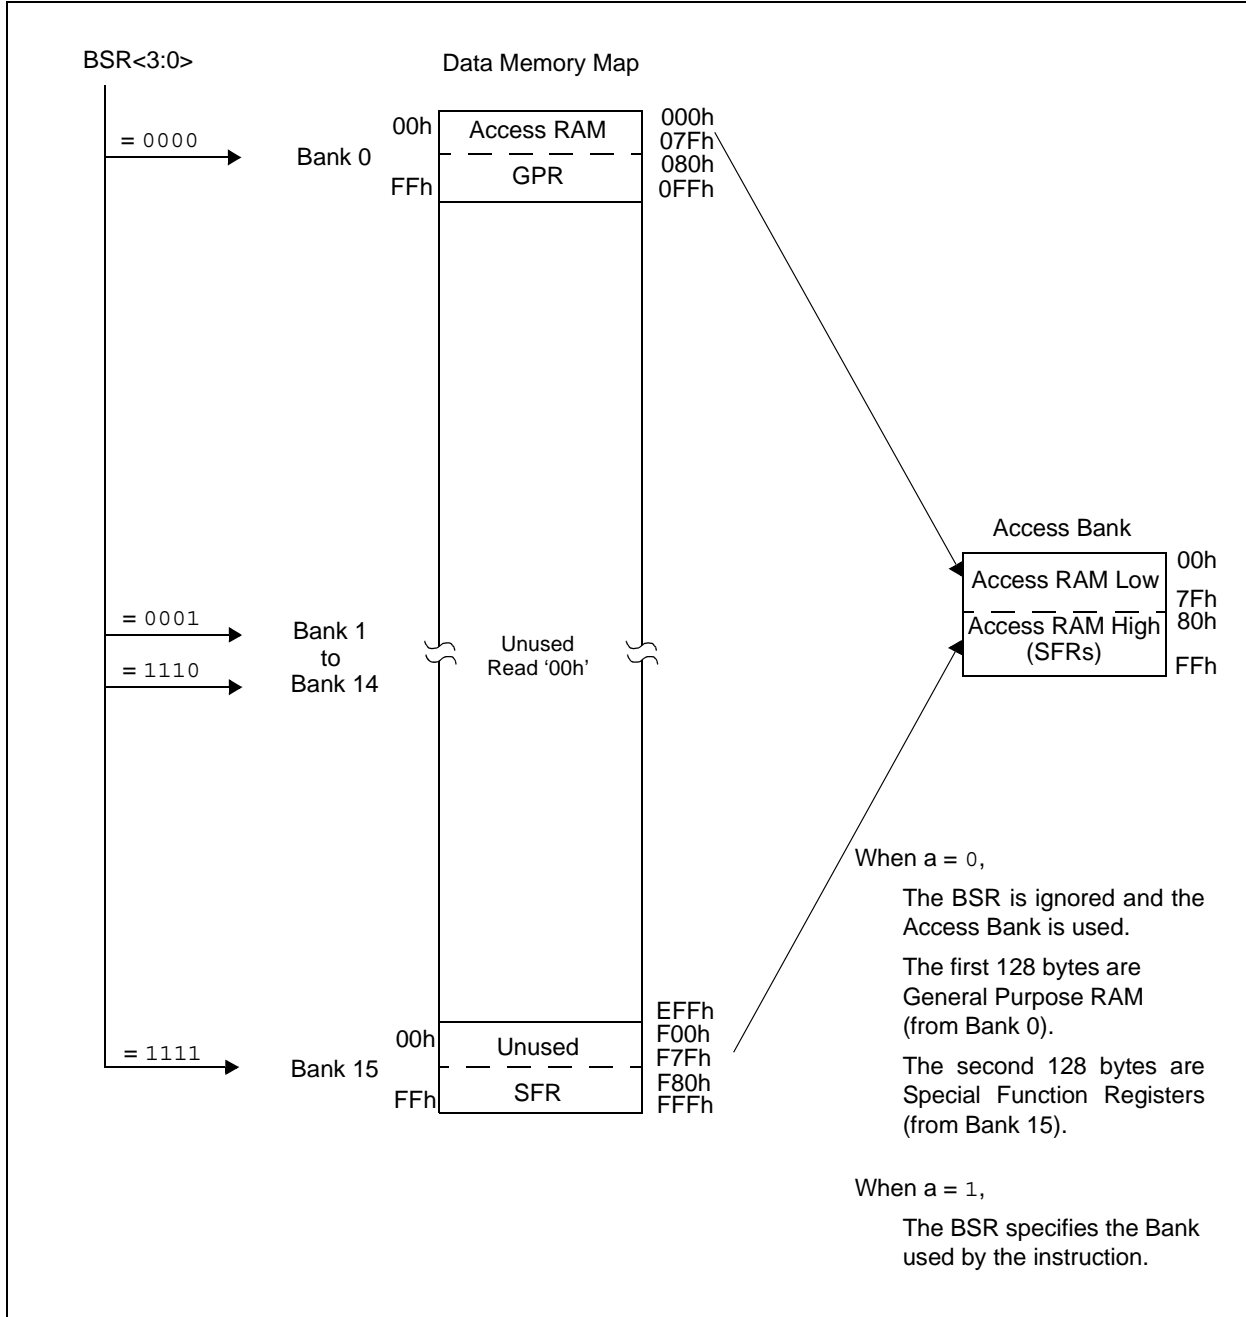 BSR<3:0>
Data Memory Map
= 0000
Bank 0
00h
FFh
Access RAM
GPR
000h
07Fh
080h
0FFh
= 0001
= 1110
Bank 1
to
Bank 14
Unused
Read ‘00h’
Access Bank
Access RAM Low
Access RAM High
(SFRs)
00h
7Fh
80h
FFh
= 1111
Bank 15
00h
FFh
Unused
SFR
EFFh
F00h
F7Fh
F80h
FFFh
When a = 0,
The BSR is ignored and the
Access Bank is used.
The first 128 bytes are
General Purpose RAM
(from Bank 0).
The second 128 bytes are
Special Function Registers
(from Bank 15).
When a = 1,
The BSR specifies the Bank
used by the instruction.